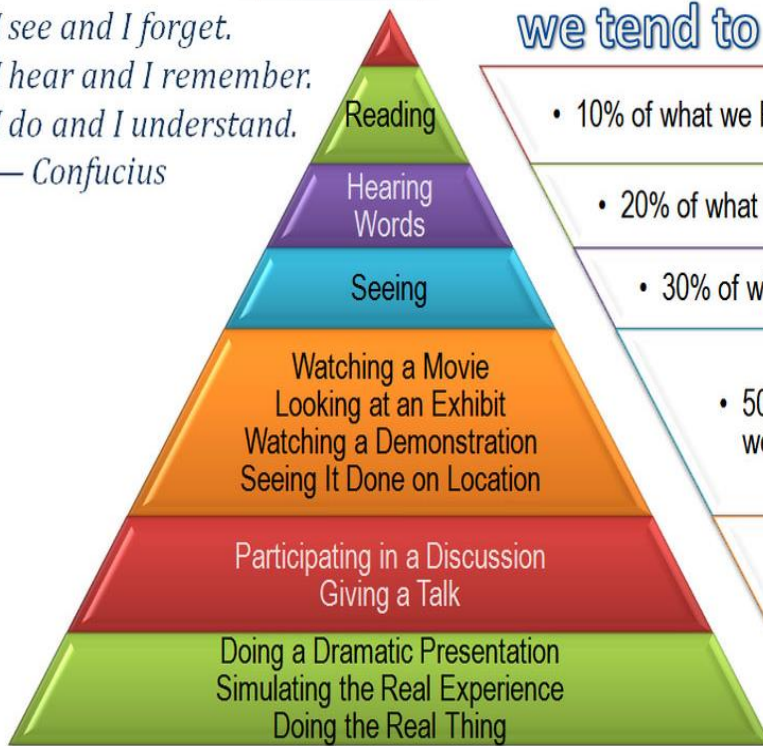 I see and I forget.
I hear and I remember.
I do and I understand.
— Confucius
we tend to
Reading
Hearing
Words
Seeing
Watching a Movie
Looking at an Exhibit
Watching a Demonstration
Seeing It Done on Location
Participating in a Discussion
Giving a Talk
Doing a Dramatic Presentation
Simulating the Real Experience
Doing the Real Thing
• 10% of what we
• 20% of what
• 30% of